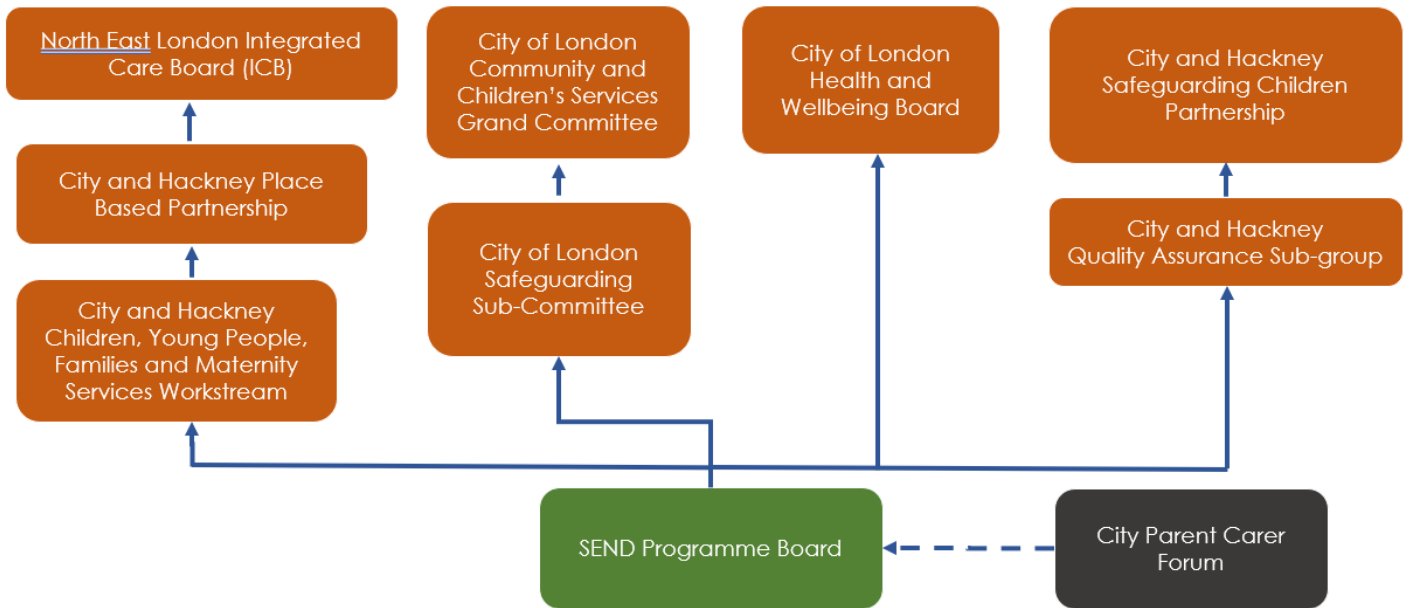 North East London Integrated
Care Board (ICB)
City of London
Community and
Children’s Services
Grand Committee
City of London
Health and
Wellbeing Board
City and Hackney
Safeguarding Children
Partnership
City and Hackney Place
Based Partnership
City of London
Safeguarding
Sub-Committee
City and Hackney
Quality Assurance Sub-group
City and Hackney
Children, Young People,
Families and Maternity
Services Workstream
SEND Programme Board
City Parent Carer
Forum